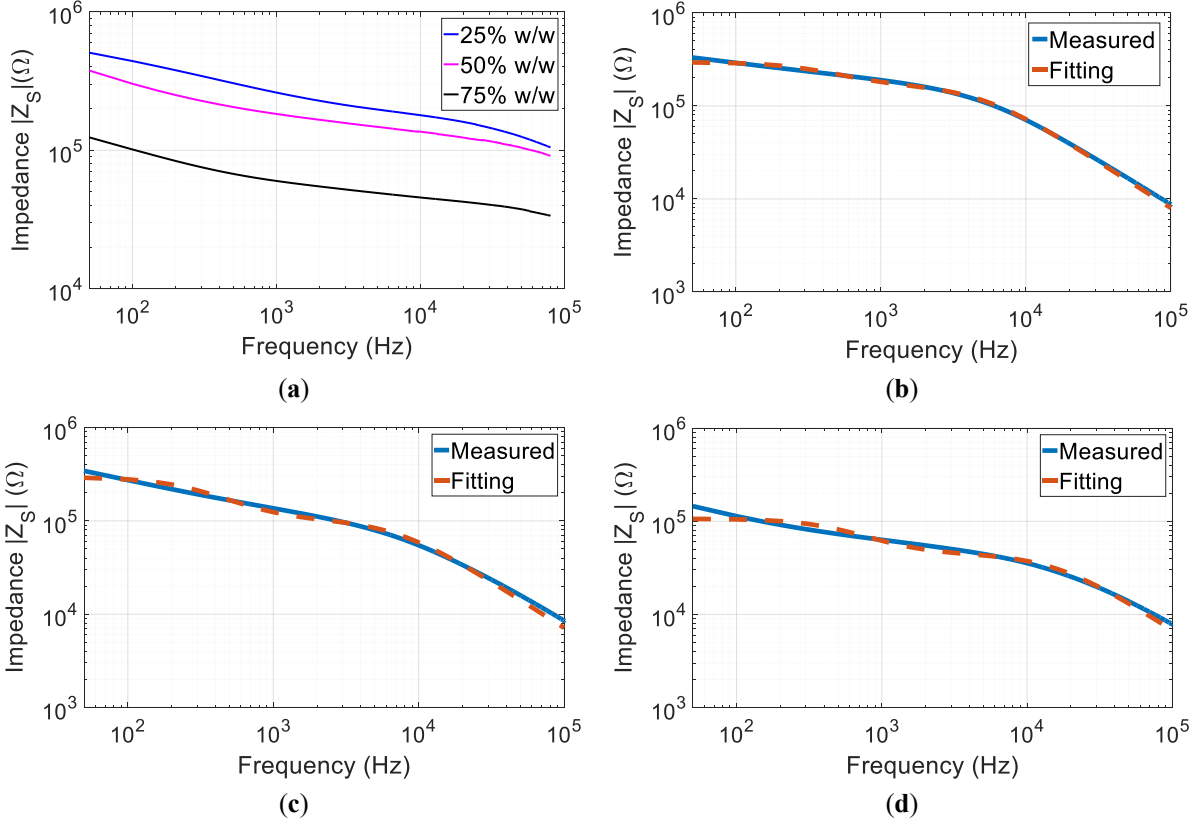 10^6
10^5
10^4
Impedance |Z_S|(Ω)
25% w/w
50% w/w
75% w/w
10^2
10^3
10^4
10^5
Frequency (Hz)
(a)
10^6
10^5
10^4
10^3
Impedance |Z_S| (Ω)
Measured
Fitting
10^2
10^3
10^4
10^5
Frequency (Hz)
(b)
10^6
10^5
10^4
10^3
Impedance |Z_S| (Ω)
Measured
Fitting
10^2
10^3
10^4
10^5
Frequency (Hz)
(c)
10^6
10^5
10^4
10^3
Impedance |Z_S| (Ω)
Measured
Fitting
10^2
10^3
10^4
10^5
Frequency (Hz)
(d)